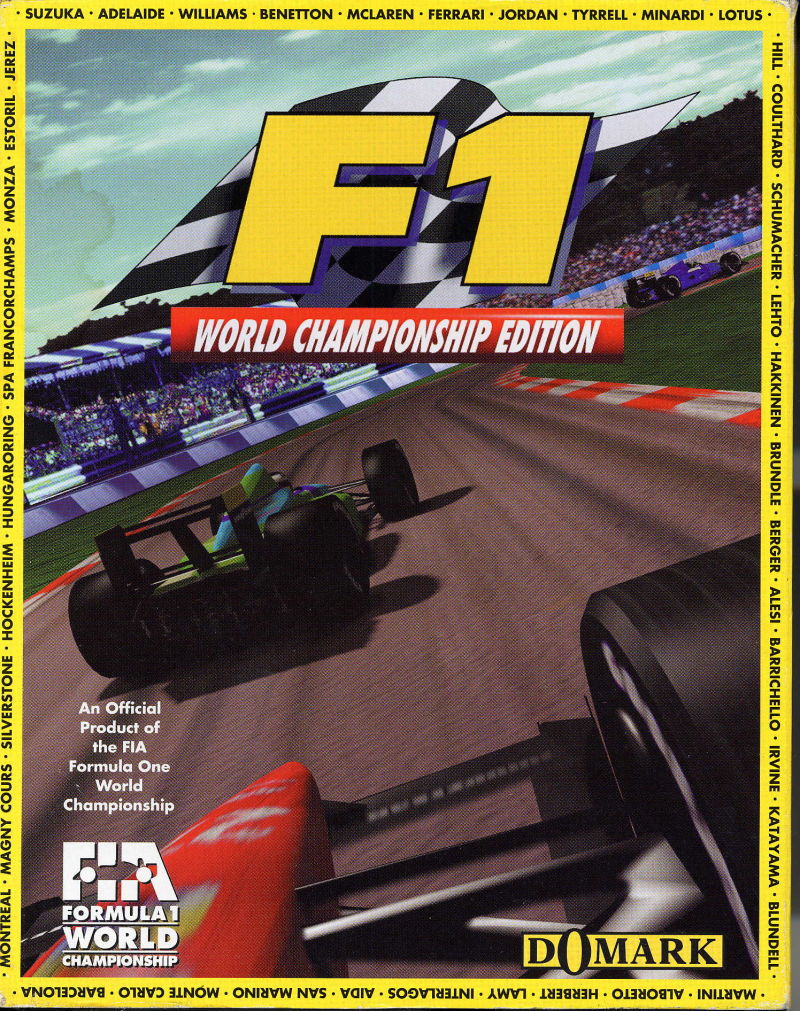 · SUZUKA · ADELAIDE · WILLIAMS · BENETTON · MCLAREN · FERRARI · JORDAN · TYRRELL · MINARDI · LOTUS ·
· HILL · COULTHARD · SCHUMACHER · LEHTO · HAKKINEN · BRUNDLE · BERGER · ALESI · BARRICHELLO · IRVINE · KATAYAMA · BLUNDELL ·
MARTINI · ALBORETO · HERBERT · LAMY · INTERLAGOS · AIDA · SAN MARINO · MONTE CARLO · BARCELONA ·
· MONTREAL · MAGNY COURS · SILVERSTONE · HOCKENHEIM · HUNGARORING · SPA FRANCORCHAMPS · MONZA · ESTORIL · JEREZ ·
F1
WORLD CHAMPIONSHIP EDITION
An Official
Product of
the FIA
Formula One
World
Championship
FIA
FORMULA 1
WORLD
CHAMPIONSHIP
DOMARK